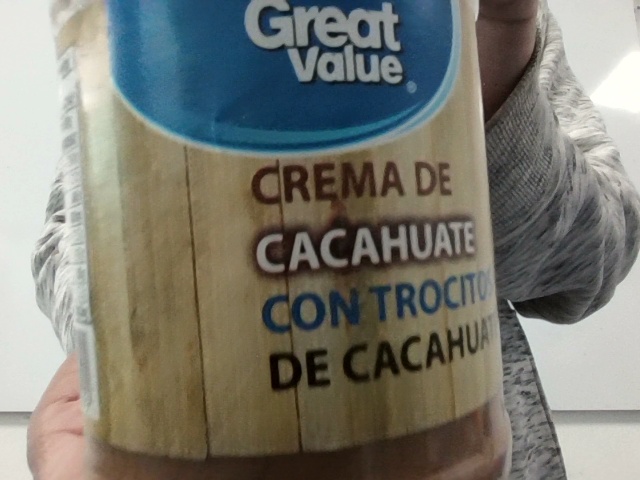 Great
Value
CREMA DE
CACAHUATE
CON TROCITO
DE CACAHUAT